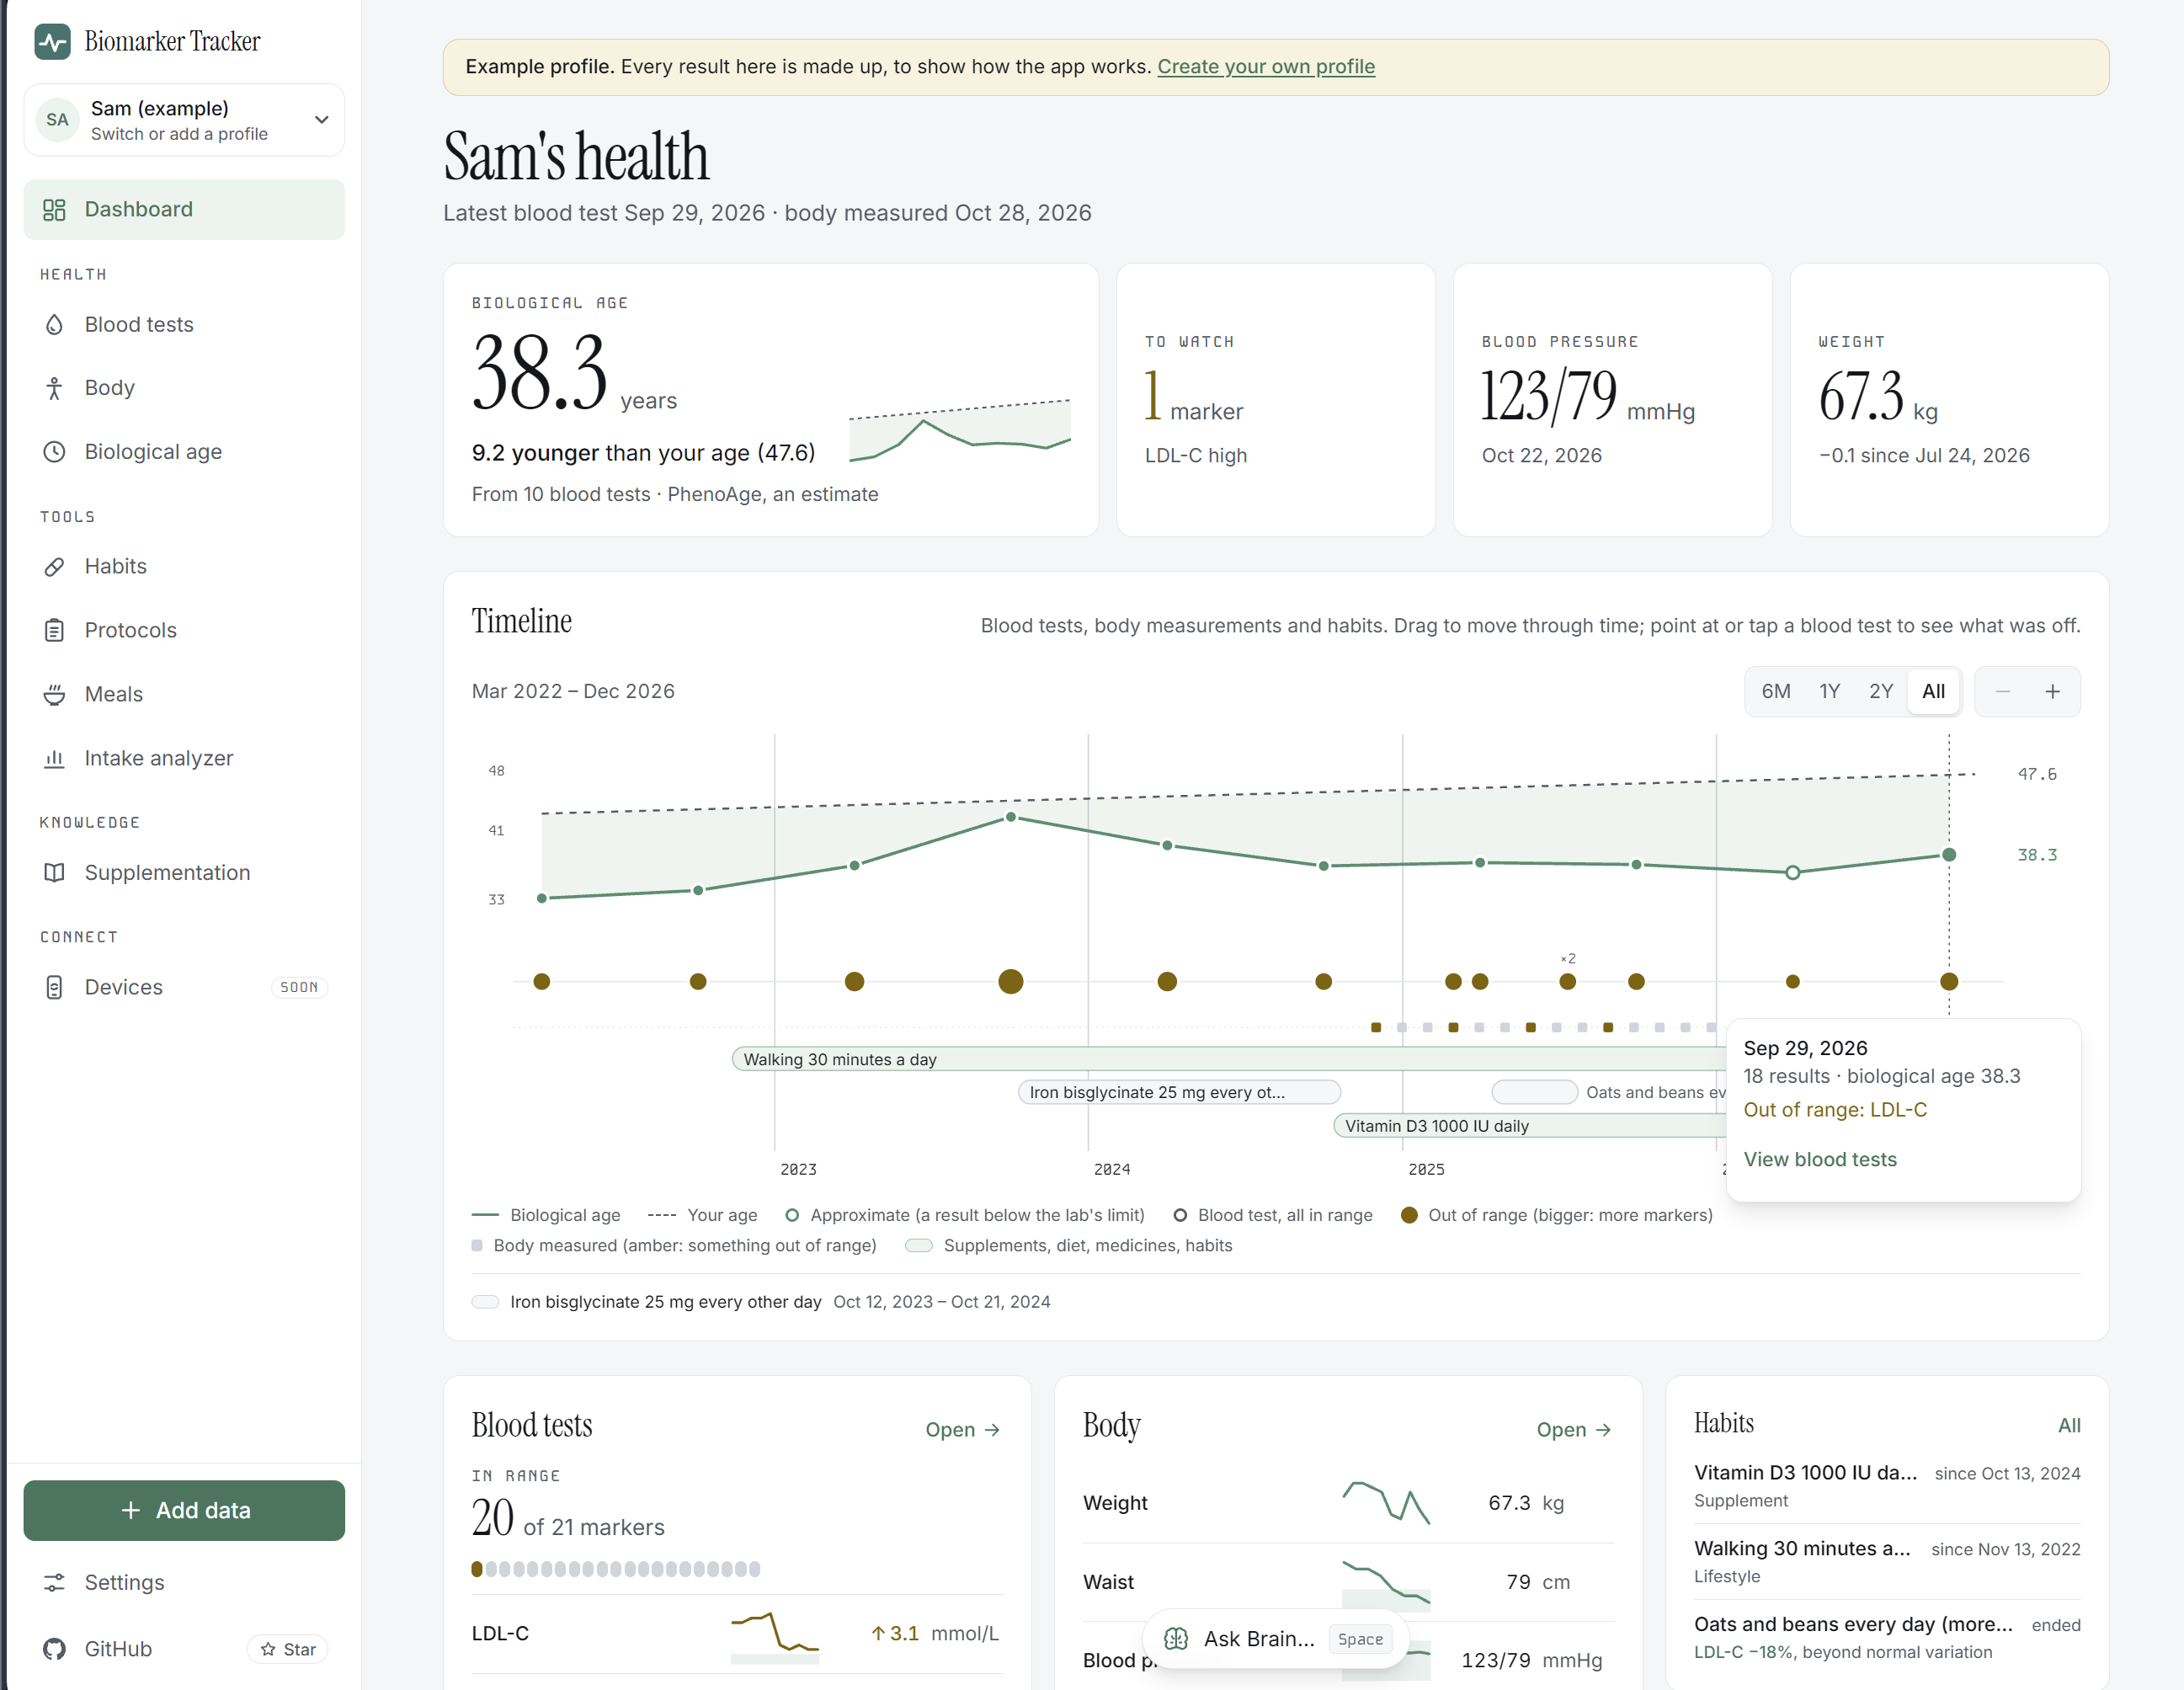 Biomarker Tracker
SA
Sam (example)
Switch or add a profile
Dashboard
HEALTH
Blood tests
Body
Biological age
TOOLS
Habits
Protocols
Meals
Intake analyzer
KNOWLEDGE
Supplementation
CONNECT
Devices SOON
+ Add data
Settings
GitHub Star
Example profile. Every result here is made up, to show how the app works. Create your own profile
Sam's health
Latest blood test Sep 29, 2026 · body measured Oct 28, 2026
BIOLOGICAL AGE
38.3 years
9.2 younger than your age (47.6)
From 10 blood tests · PhenoAge, an estimate
TO WATCH
1 marker
LDL-C high
BLOOD PRESSURE
123/79 mmHg
Oct 22, 2026
WEIGHT
67.3 kg
−0.1 since Jul 24, 2026
Timeline
Blood tests, body measurements and habits. Drag to move through time; point at or tap a blood test to see what was off.
Mar 2022 – Dec 2026
6M 1Y 2Y All − +
48
47.6
41
38.3
33
×2
Walking 30 minutes a day
Iron bisglycinate 25 mg every ot...
Oats and beans ev
Vitamin D3 1000 IU daily
2023 2024 2025
Sep 29, 2026
18 results · biological age 38.3
Out of range: LDL-C
View blood tests
Biological age Your age Approximate (a result below the lab's limit) Blood test, all in range Out of range (bigger: more markers)
Body measured (amber: something out of range) Supplements, diet, medicines, habits
Iron bisglycinate 25 mg every other day Oct 12, 2023 – Oct 21, 2024
Blood tests Open →
IN RANGE
20 of 21 markers
LDL-C ↑ 3.1 mmol/L
Body Open →
Weight 67.3 kg
Waist 79 cm
Blood p 123/79 mmHg
Ask Brain... Space
Habits All
Vitamin D3 1000 IU da... since Oct 13, 2024
Supplement
Walking 30 minutes a... since Nov 13, 2022
Lifestyle
Oats and beans every day (more... ended
LDL-C −18%, beyond normal variation